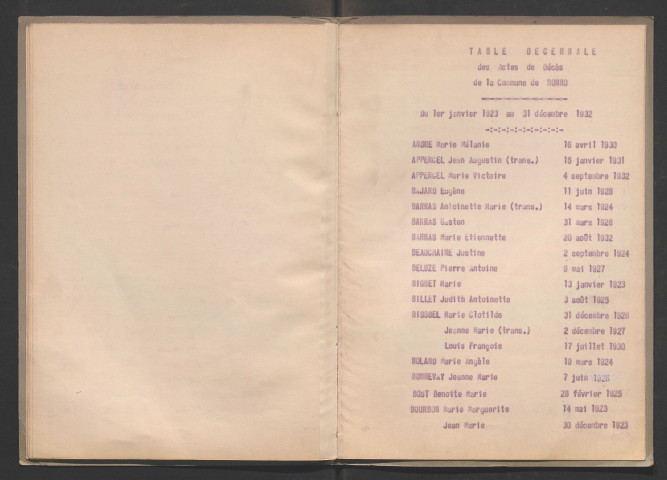 TABLE DECENNALE
des Actes de Décès
de la Commune de
Du 1er janvier 1923 au 31 décembre 1932
ANDRE Marie Mélanie 16 avril 1930
APPERCEL Jean Augustin (trans.) 15 janvier 1931
APPERCEL Marie Victoire 4 septembre 1932
BAJARD Eugène 11 juin 1928
BARRAS Antoinette Marie (trans.) 14 mars 1924
BARRAS Gaston 31 mars 1928
BARRAS Marie Etiennette 20 août 1932
BEAUCHAINE Justine 2 septembre 1924
BELUZE Pierre Antoine 8 mai 1927
BIGNET Marie 13 janvier 1923
BILLET Judith Antoinette 3 août 1925
Marie Clotilde 31 décembre
Jeanne Marie (trans.) 2 décembre 1927
Louis François 17 juillet 1930
ROLAND Marie Angèle 19 mars 1924
BONNEVAY Jeanne Marie 7 juin
BOST Benoite Marie 28 février 1925
BOURBON Marie Marguerite 14 mai 1923
Jean Marie 30 décembre 1923